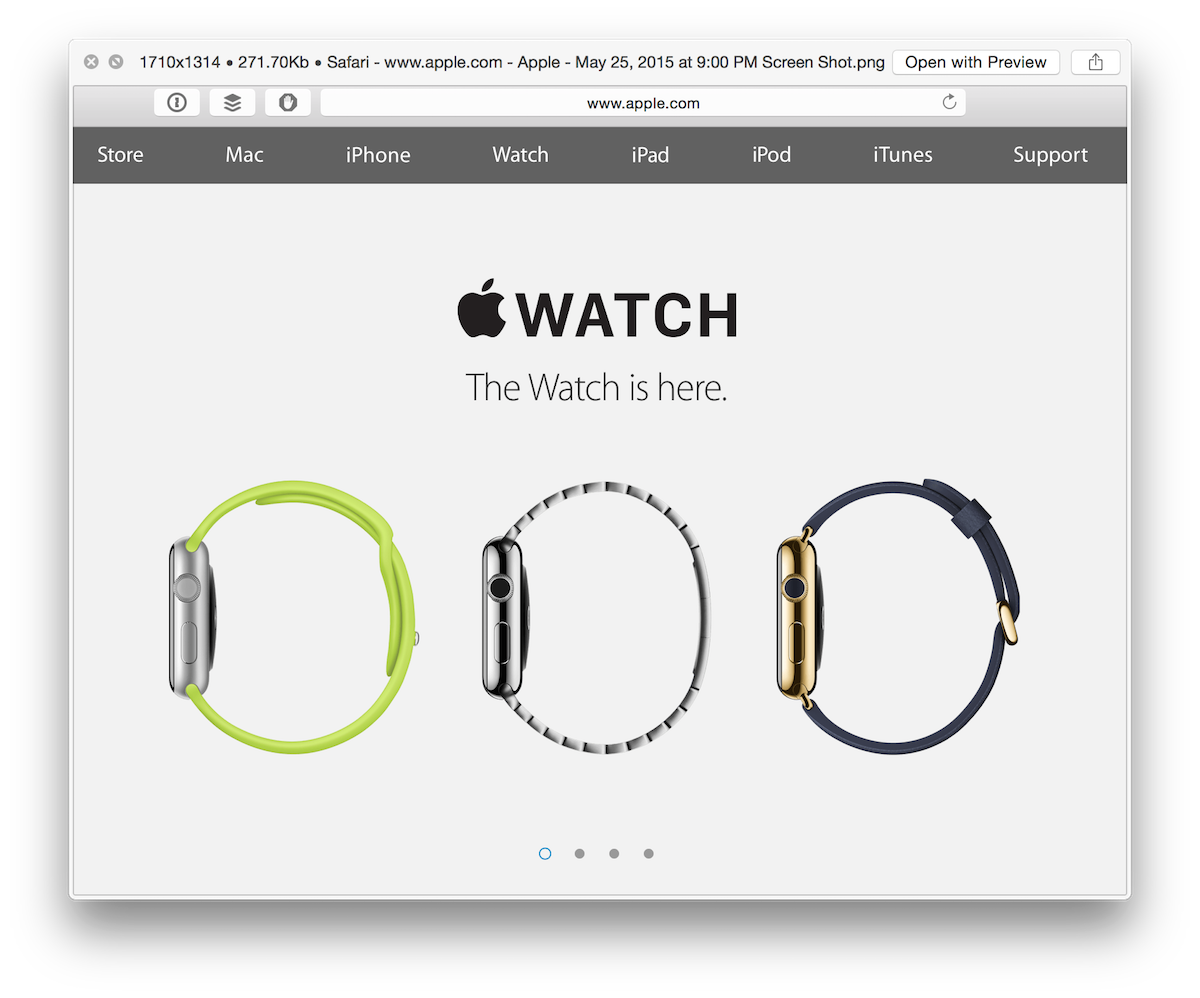 1710x1314 • 271.70Kb • Safari - www.apple.com - Apple - May 25, 2015 at 9:00 PM Screen Shot.png Open with Preview
www.apple.com
Store Mac iPhone Watch iPad iPod iTunes Support
WATCH
The Watch is here.